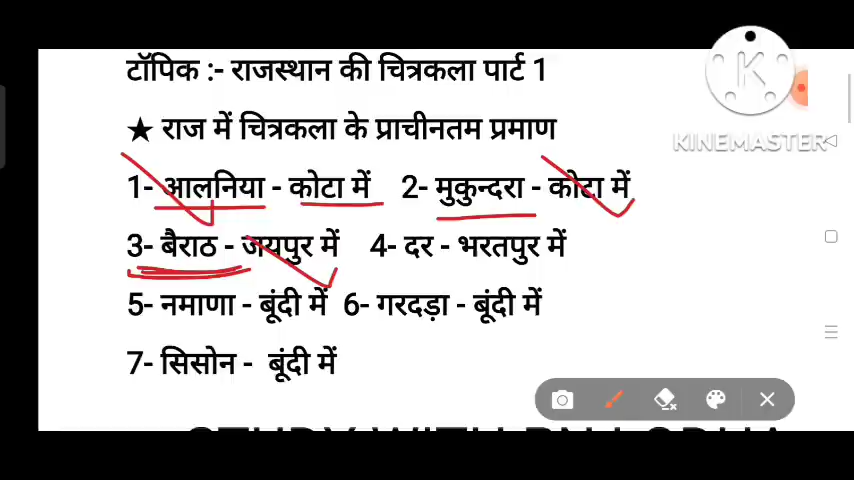 टॉपिक :- राजस्थान की चित्रकला पार्ट 1
KINEMASTER
★ राज में चित्रकला के प्राचीनतम प्रमाण
1- आलनिया - कोटा में 2- मुकुन्दरा - कोटा में
3- बैराठ - जयपुर में 4- दर - भरतपुर में
5- नमाणा - बूंदी में 6- गरदड़ा - बूंदी में
7- सिसोन - बूंदी में